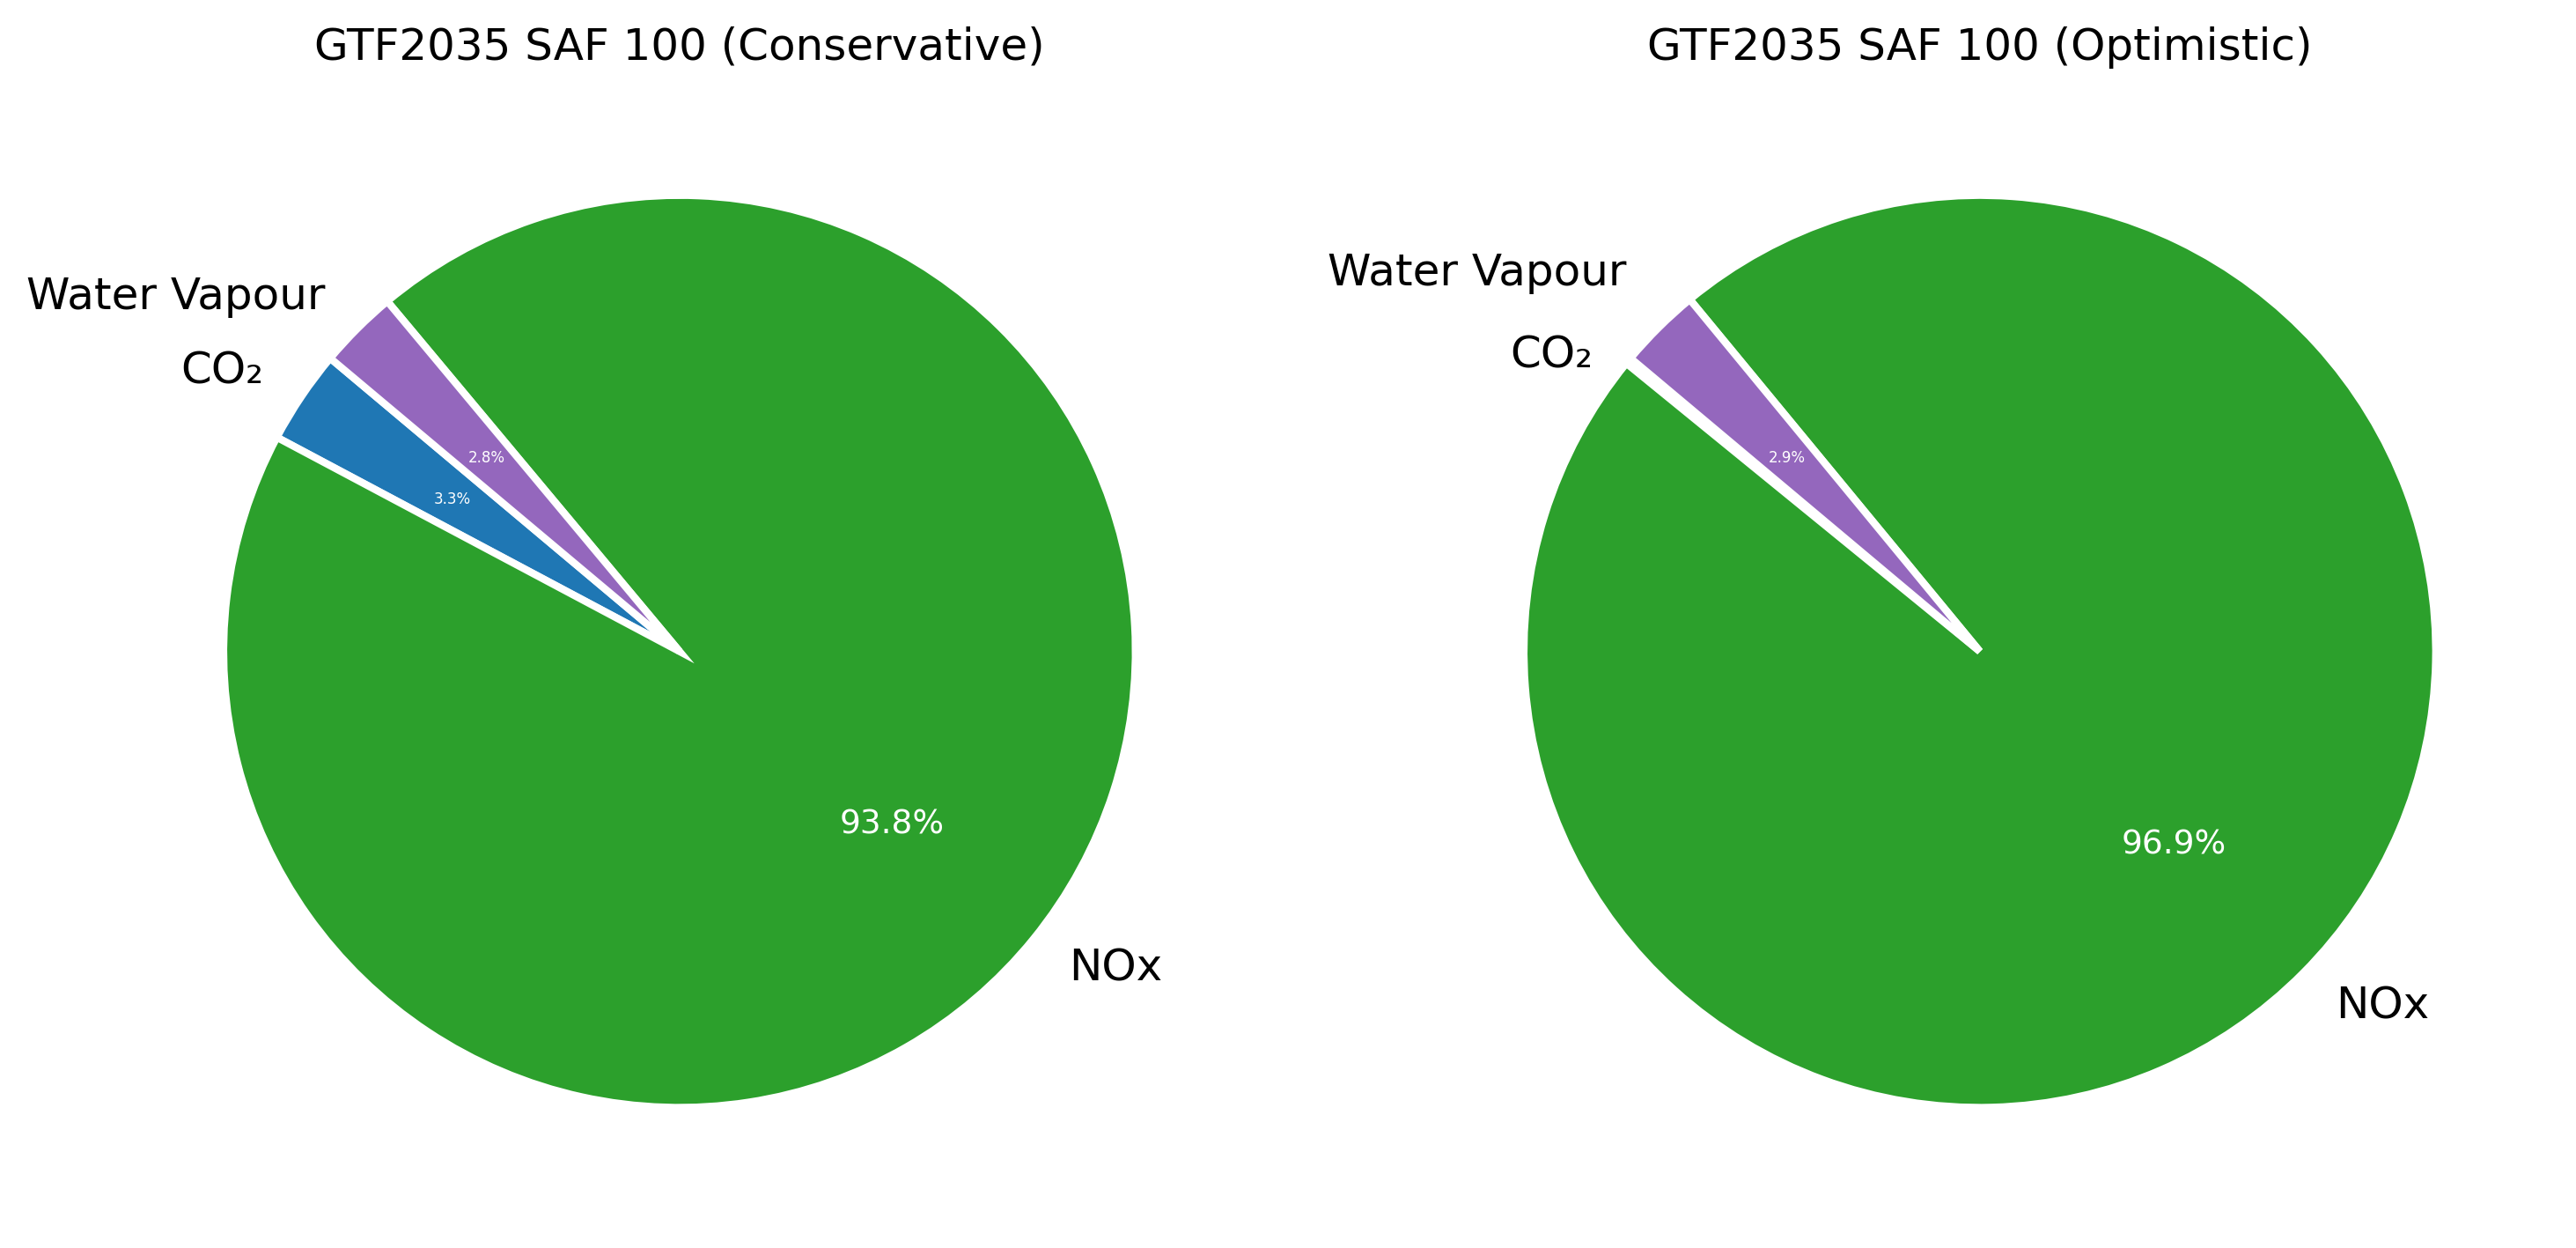 GTF2035 SAF 100 (Conservative)
Water Vapour
CO₂
2.8%
3.3%
93.8%
NOx
GTF2035 SAF 100 (Optimistic)
Water Vapour
CO₂
2.9%
96.9%
NOx